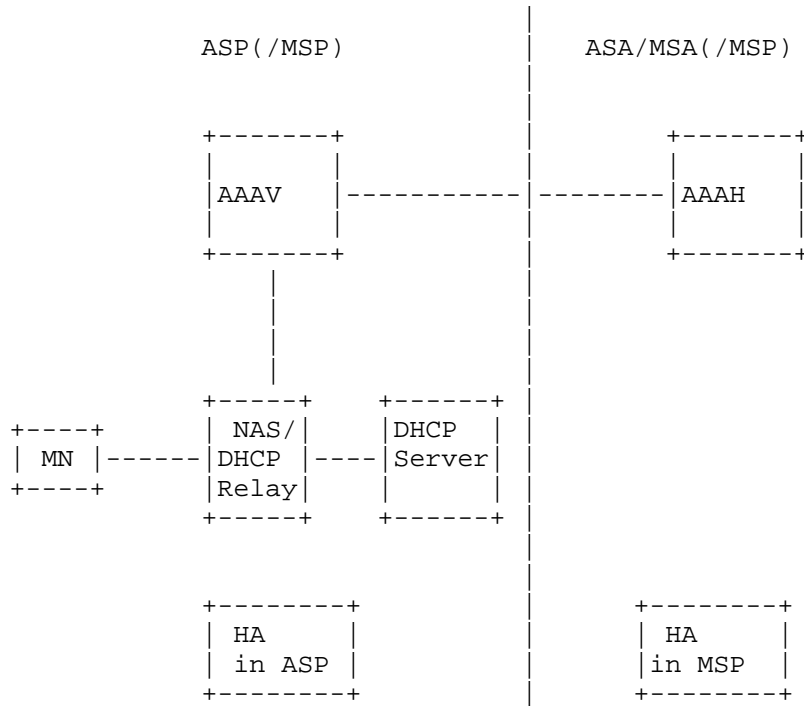 ASP(/MSP) ASA/MSA(/MSP)
AAAV AAAH
NAS/ DHCP
MN DHCP Server
Relay
HA HA
in ASP in MSP